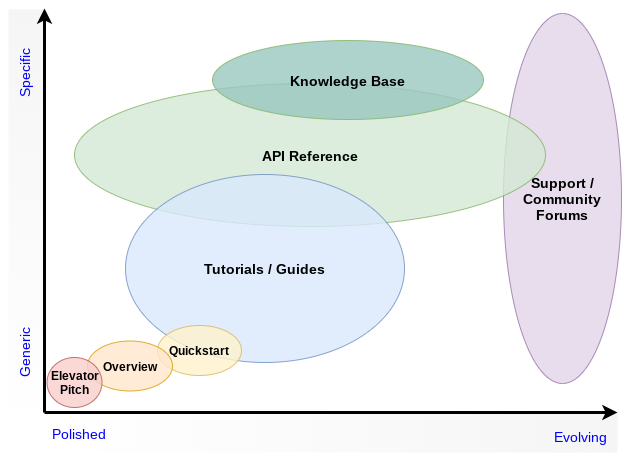 Specific
Knowledge Base
API Reference
Support /
Community
Forums
Tutorials / Guides
Generic
Quickstart
Overview
Elevator
Pitch
Polished
Evolving